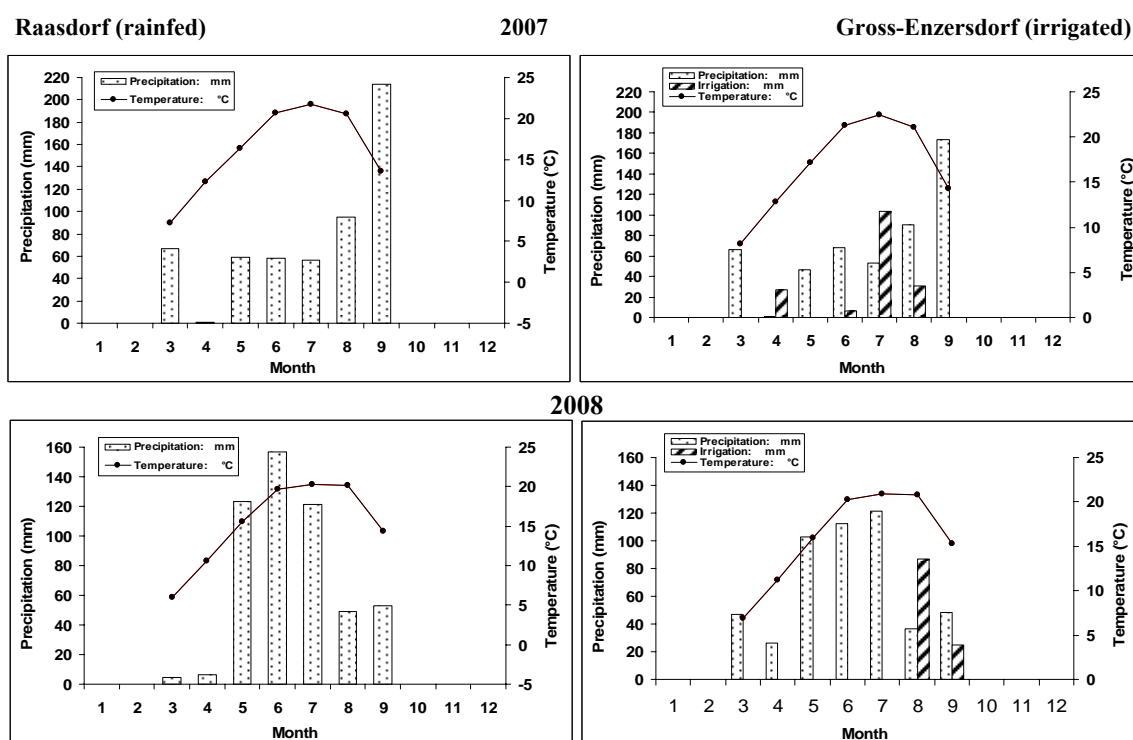 Raasdorf (rainfed) 2007 Gross-Enzersdorf (irrigated)
Precipitation: mm
Temperature: °C
Precipitation (mm)
220
200
180
160
140
120
100
80
60
40
20
0
25
20
15
10
5
0
-5
Temperature (°C)
1 2 3 4 5 6 7 8 9 10 11 12
Month
Precipitation: mm
Irrigation: mm
Temperature: °C
Precipitation (mm)
220
200
180
160
140
120
100
80
60
40
20
0
25
20
15
10
5
0
Temperature (°C)
1 2 3 4 5 6 7 8 9 10 11 12
Month
2008
Precipitation: mm
Temperature: °C
Precipitation (mm)
160
140
120
100
80
60
40
20
0
25
20
15
10
5
0
-5
Temperature (°C)
1 2 3 4 5 6 7 8 9 10 11 12
Month
Precipitation: mm
Irrigation: mm
Temperature: °C
Precipitation (mm)
160
140
120
100
80
60
40
20
0
25
20
15
10
5
0
Temperature (°C)
1 2 3 4 5 6 7 8 9 10 11 12
Month